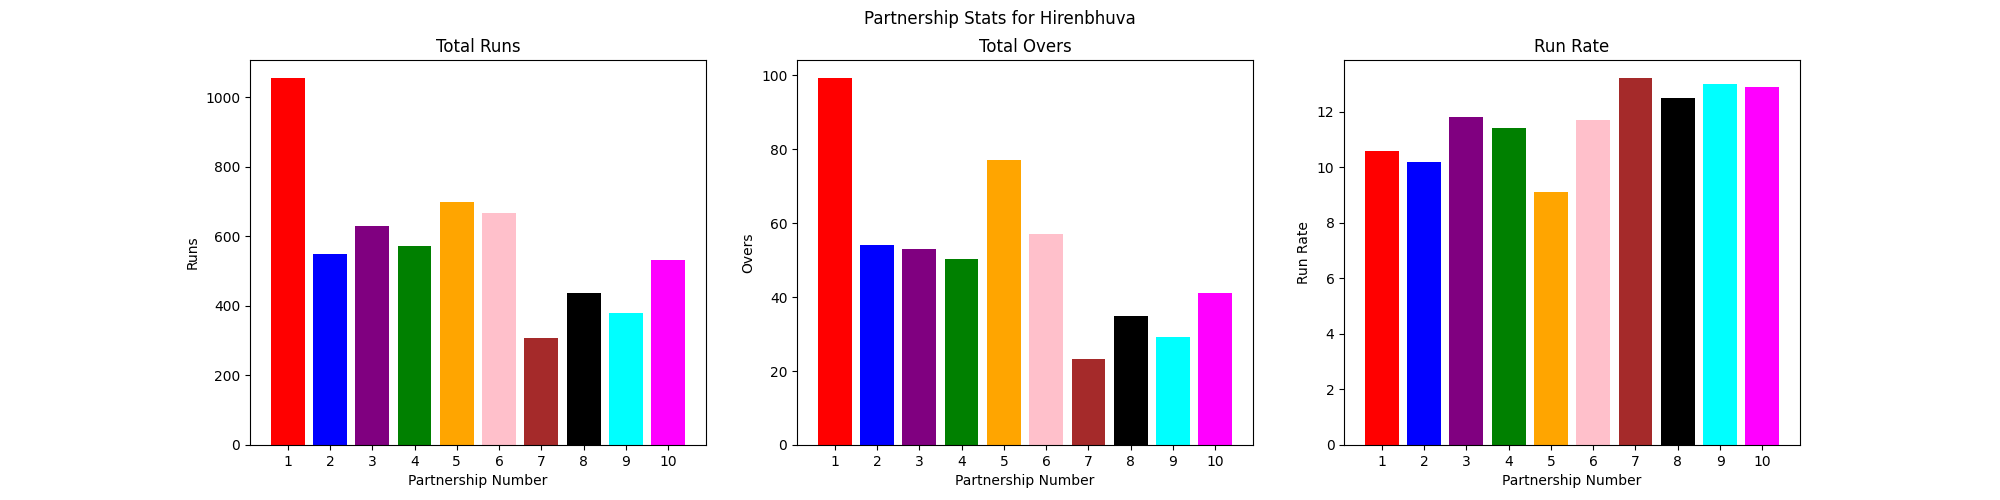 Partnership Stats for Hirenbhuva
Total Runs
Runs
1000
800
600
400
200
0
1 2 3 4 5 6 7 8 9 10
Partnership Number
Total Overs
Overs
100
80
60
40
20
0
1 2 3 4 5 6 7 8 9 10
Partnership Number
Run Rate
Run Rate
12
10
8
6
4
2
0
1 2 3 4 5 6 7 8 9 10
Partnership Number